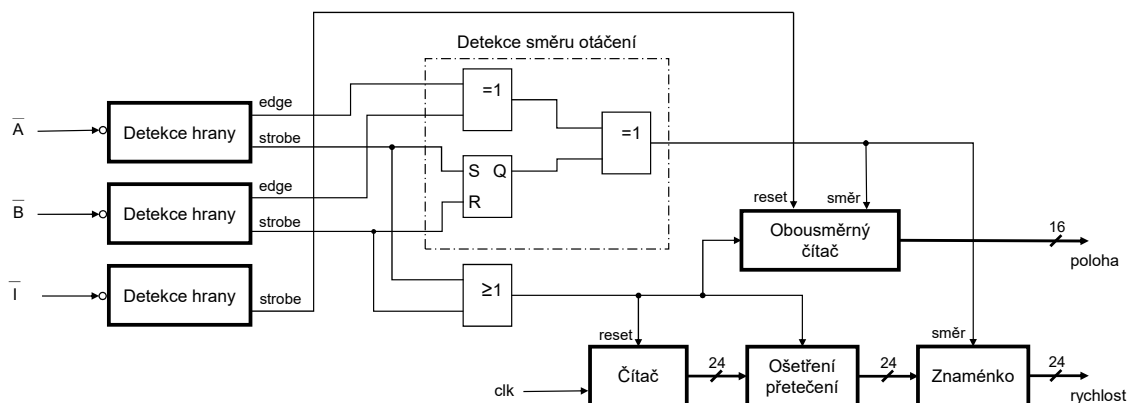 Detekce směru otáčení
A
Detekce hrany
edge
strobe
=1
=1
S Q
R
B
Detekce hrany
edge
strobe
I
Detekce hrany
strobe
≥1
reset
směr
Obousměrný
čítač
16
poloha
reset
clk
Čítač
24
Ošetření
přetečení
24
směr
Znaménko
24
rychlost